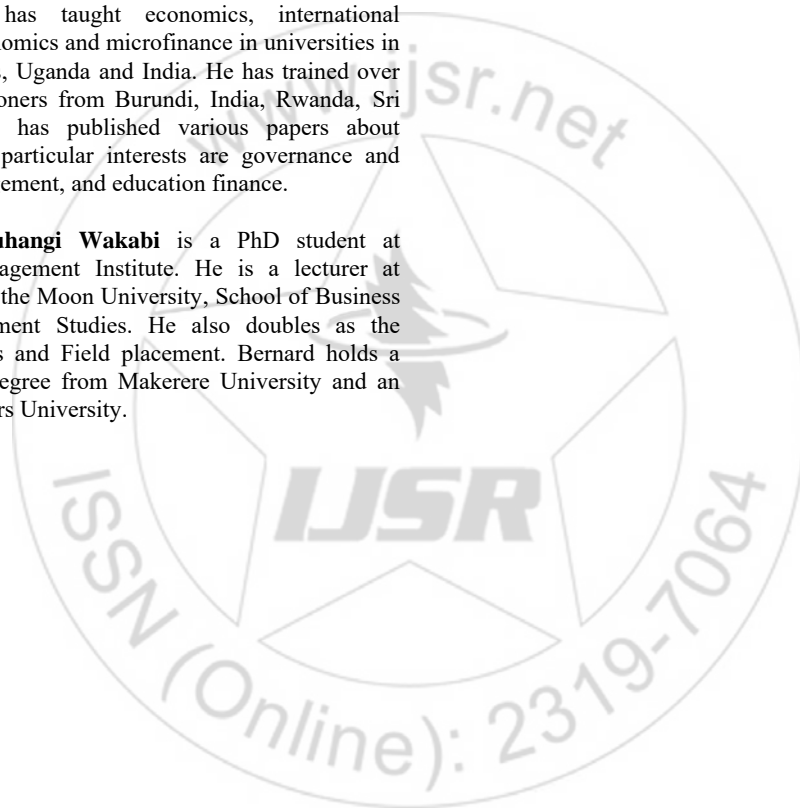 has taught economics, international
omics and microfinance in universities in
, Uganda and India. He has trained over
oners from Burundi, India, Rwanda, Sri
has published various papers about
particular interests are governance and
ement, and education finance.
uhangi Wakabi is a PhD student at
agement Institute. He is a lecturer at
the Moon University, School of Business
ment Studies. He also doubles as the
s and Field placement. Bernard holds a
egree from Makerere University and an
rs University.
www.ijsr.net
IJSR
ISSN (Online): 2319-7064